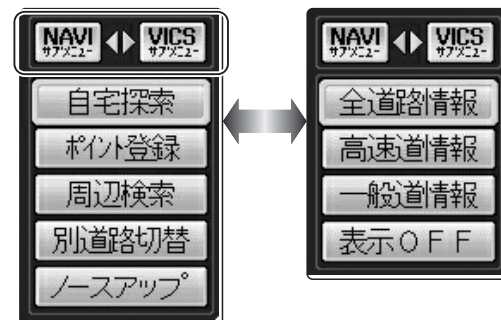 NAVI VICS
サブメニュー サブメニュー
自宅探索
ポイント登録
周辺検索
別道路切替
ノースアップ
NAVI VICS
サブメニュー サブメニュー
全道路情報
高速道情報
一般道情報
表示OFF